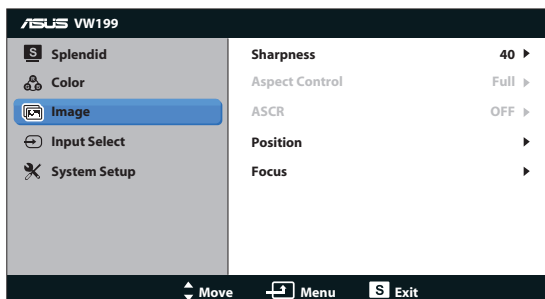 ASUS VW199
S Splendid
Color
Image
Input Select
System Setup
Sharpness 40
Aspect Control Full
ASCR OFF
Position
Focus
Move Menu S Exit